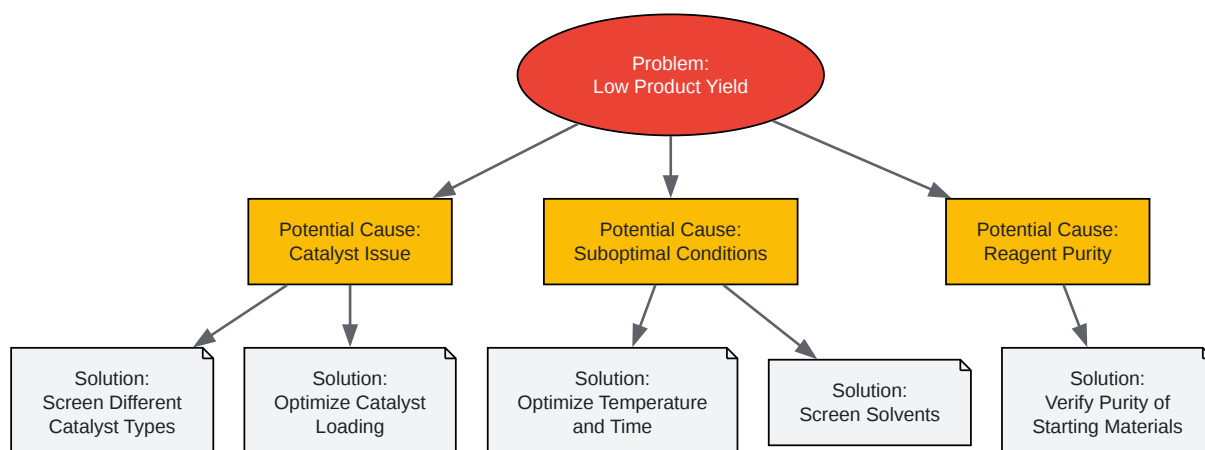 Problem:
Low Product Yield
Potential Cause:
Catalyst Issue
Potential Cause:
Suboptimal Conditions
Potential Cause:
Reagent Purity
Solution:
Screen Different
Catalyst Types
Solution:
Optimize Catalyst
Loading
Solution:
Optimize Temperature
and Time
Solution:
Screen Solvents
Solution:
Verify Purity of
Starting Materials